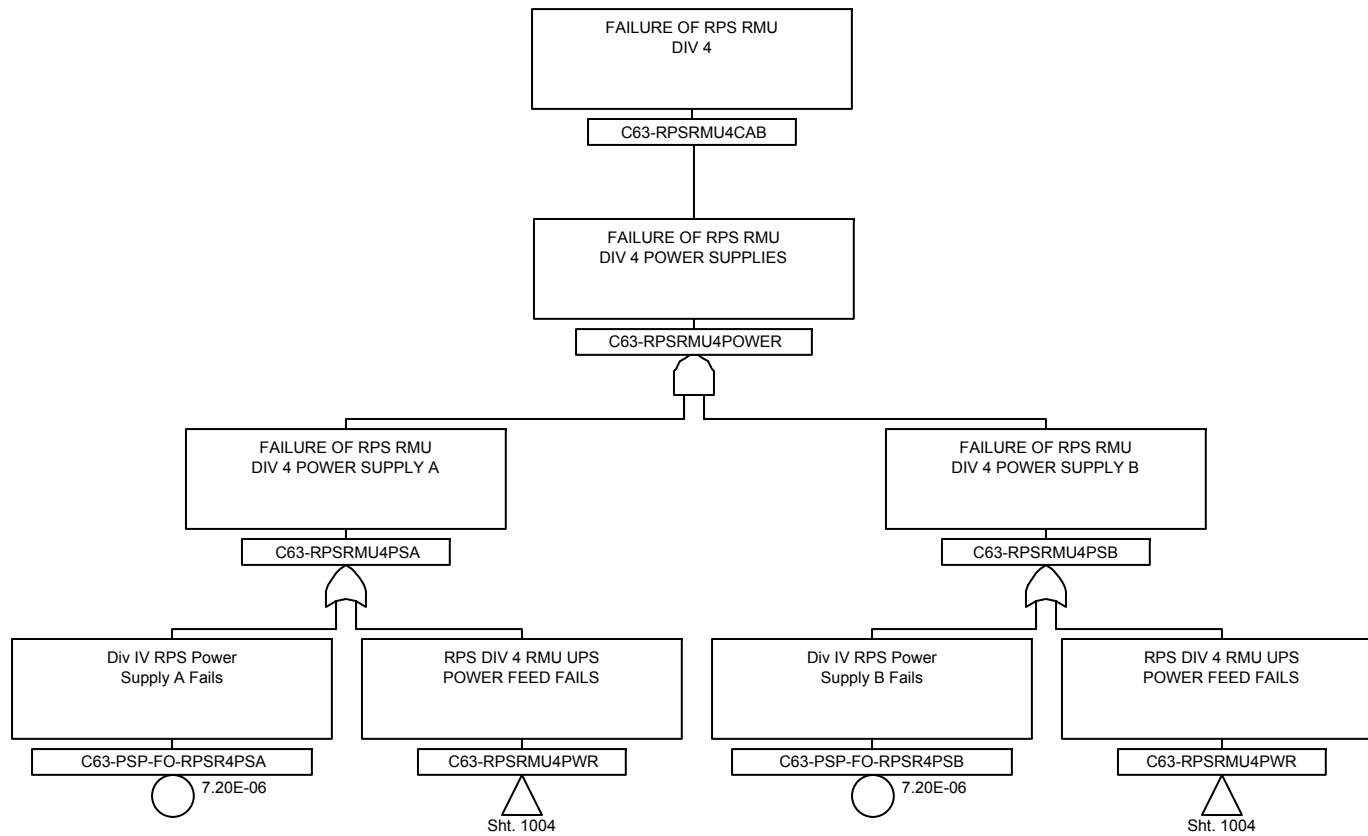 FAILURE OF RPS RMU
DIV 4
C63-RPSRMU4CAB
FAILURE OF RPS RMU
DIV 4 POWER SUPPLIES
C63-RPSRMU4POWER
FAILURE OF RPS RMU
DIV 4 POWER SUPPLY A
C63-RPSRMU4PSA
FAILURE OF RPS RMU
DIV 4 POWER SUPPLY B
C63-RPSRMU4PSB
Div IV RPS Power
Supply A Fails
C63-PSP-FO-RPSR4PSA
7.20E-06
RPS DIV 4 RMU UPS
POWER FEED FAILS
C63-RPSRMU4PWR
Sht. 1004
Div IV RPS Power
Supply B Fails
C63-PSP-FO-RPSR4PSB
7.20E-06
RPS DIV 4 RMU UPS
POWER FEED FAILS
C63-RPSRMU4PWR
Sht. 1004